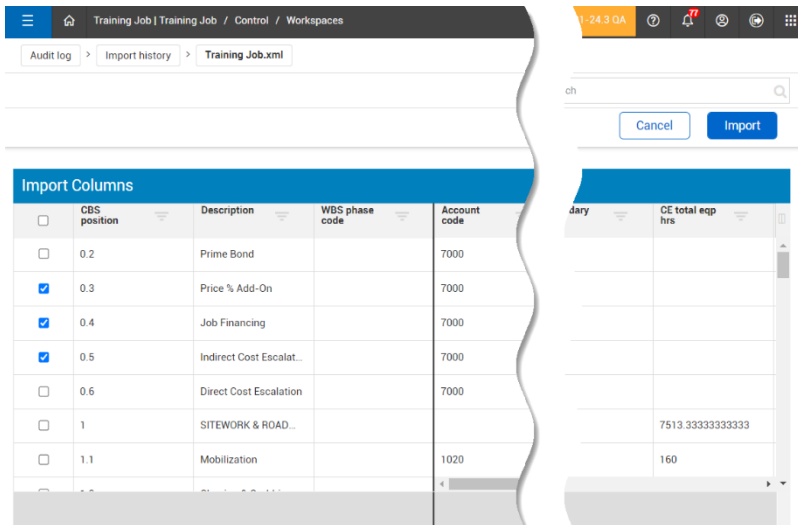 Training Job | Training Job / Control / Workspaces 1-24.3 QA 77
Audit log > Import history > Training Job.xml
ch
Cancel Import
Import Columns
CBS position Description WBS phase code Account code dary CE total eqp hrs
0.2 Prime Bond 7000
0.3 Price % Add-On 7000
0.4 Job Financing 7000
0.5 Indirect Cost Escalat... 7000
0.6 Direct Cost Escalation 7000
1 SITEWORK & ROAD... 7513.33333333333
1.1 Mobilization 1020 160